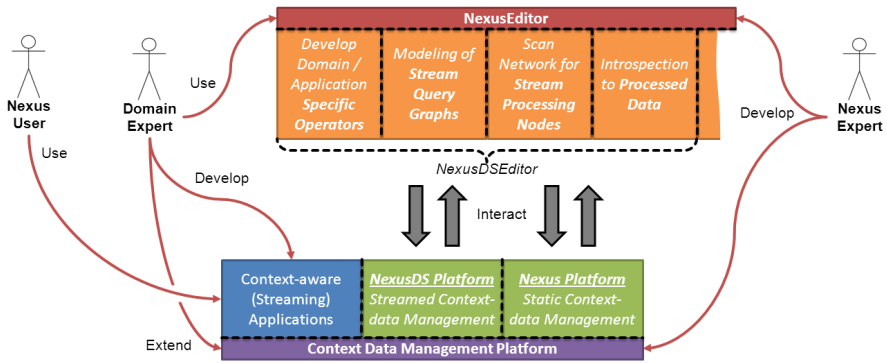 NexusEditor
Develop
Domain /
Application
Specific
Operators
Modeling of
Stream
Query
Graphs
Scan
Network for
Stream
Processing
Nodes
Introspection
to Processed
Data
Nexus
User
Domain
Expert
Nexus
Expert
Use
Use
Develop
Develop
NexusDSEditor
Interact
Context-aware
(Streaming)
Applications
NexusDS Platform
Streamed Context-
data Management
Nexus Platform
Static Context-
data Management
Extend
Context Data Management Platform